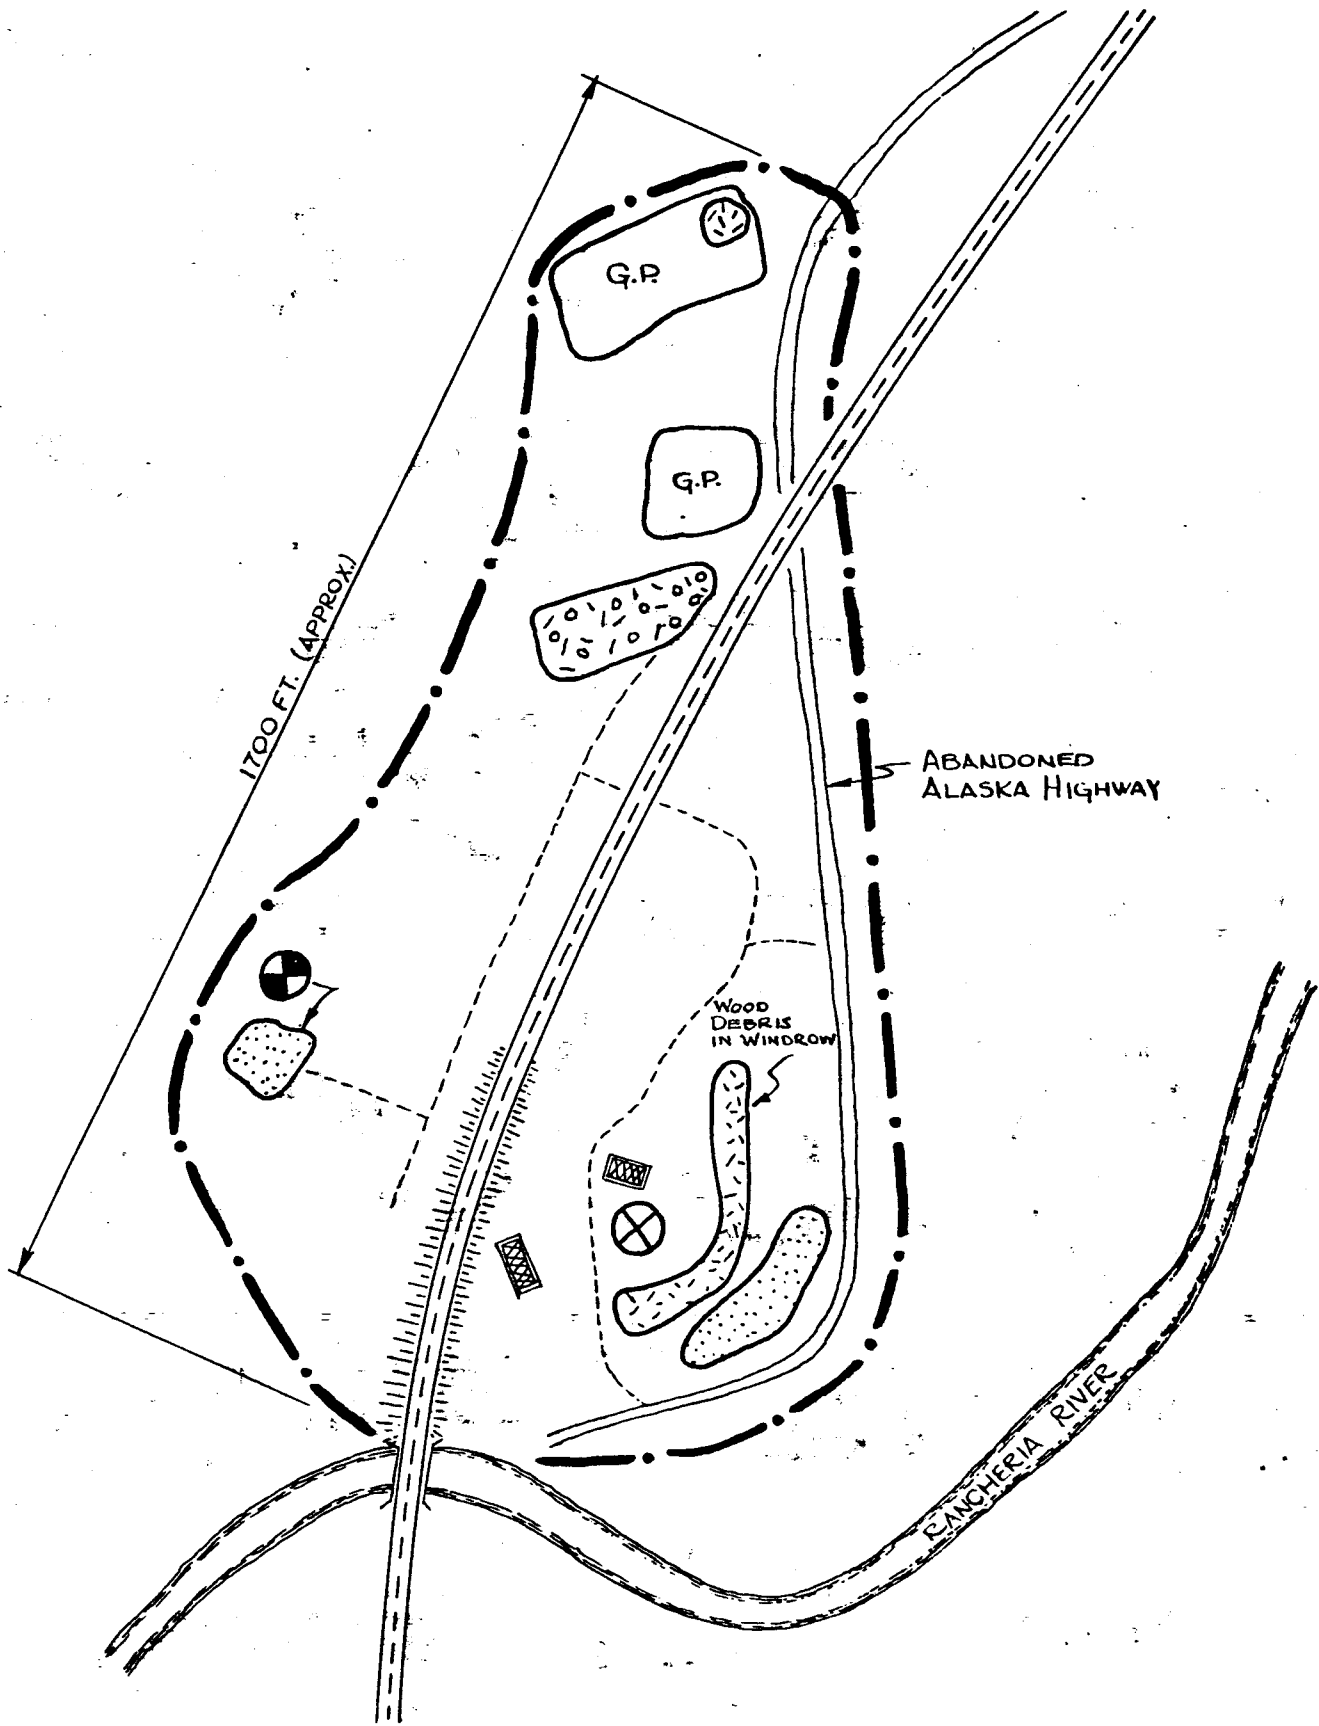 G.P.
G.P.
1700 FT. (APPROX.)
ABANDONED
ALASKA HIGHWAY
WOOD
DEBRIS
IN WINDROW
RANCHERIA RIVER